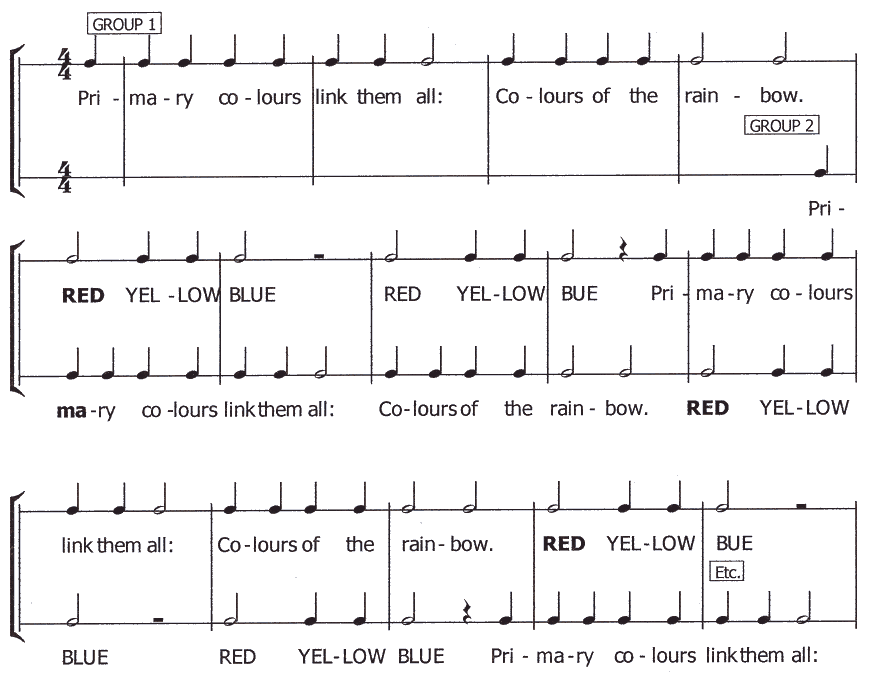 GROUP 1
4 4
Pri - ma - ry co - lours link them all: Co - lours of the rain - bow.
GROUP 2
4 4
Pri -
RED YEL - LOW BLUE RED YEL - LOW BUE Pri - ma - ry co - lours
ma - ry co - lours link them all: Co - lours of the rain - bow. RED YEL - LOW
link them all: Co - lours of the rain - bow. RED YEL - LOW BUE
Etc.
BLUE RED YEL - LOW BLUE Pri - ma - ry co - lours link them all: